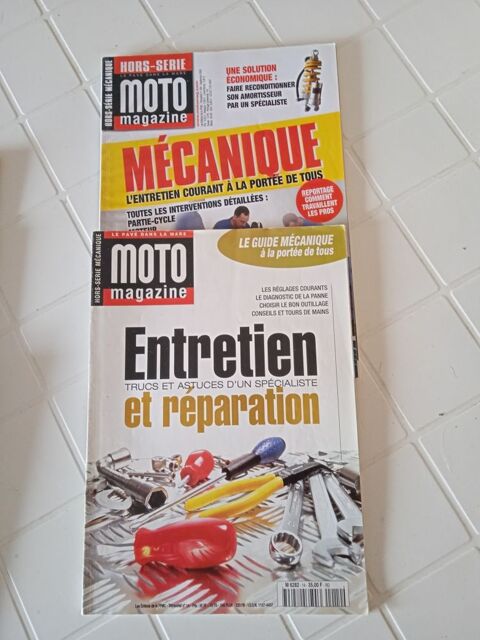 HORS-SERIE
LE PAVÉ DANS LA MARE
HORS-SÉRIE MÉCANIQUE
MOTO
magazine
UNE SOLUTION
ÉCONOMIQUE :
FAIRE RECONDITIONNER
SON AMORTISSEUR
PAR UN SPÉCIALISTE
MÉCANIQUE
L'ENTRETIEN COURANT À LA PORTÉE DE TOUS
TOUTES LES INTERVENTIONS DÉTAILLÉES :
PARTIE-CYCLE
REPORTAGE
COMMENT
TRAVAILLENT
LES PROS
LE PAVÉ DANS LA MARE
HORS-SÉRIE MÉCANIQUE
MOTO
magazine
LE GUIDE MÉCANIQUE
à la portée de tous
LES RÉGLAGES COURANTS
LE DIAGNOSTIC DE LA PANNE
CHOISIR LE BON OUTILLAGE
CONSEILS ET TOURS DE MAINS
Entretien
TRUCS ET ASTUCES D'UN SPÉCIALISTE
et réparation